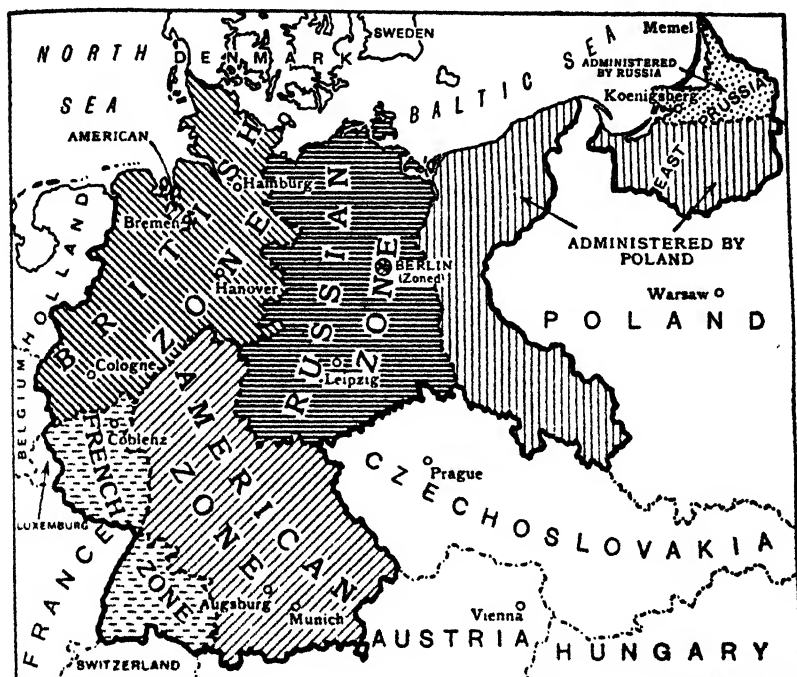 NORTH
SEA
DENMARK
SWEDEN
BALTIC SEA
Memel
ADMINISTERED
BY RUSSIA
Koenigsberg
EAST PRUSSIA
AMERICAN
Hamburg
Bremen
BRITISH
ZONE
Hanover
HOLLAND
RUSSIAN
ZONE
BERLIN
(Zoned)
Leipzig
ADMINISTERED BY
POLAND
Warsaw
POLAND
BELGIUM
Cologne
Coblenz
FRENCH
ZONE
LUXEMBURG
AMERICAN
ZONE
Prague
CZECHOSLOVAKIA
FRANCE
Augsburg
Munich
Vienna
AUSTRIA
HUNGARY
SWITZERLAND